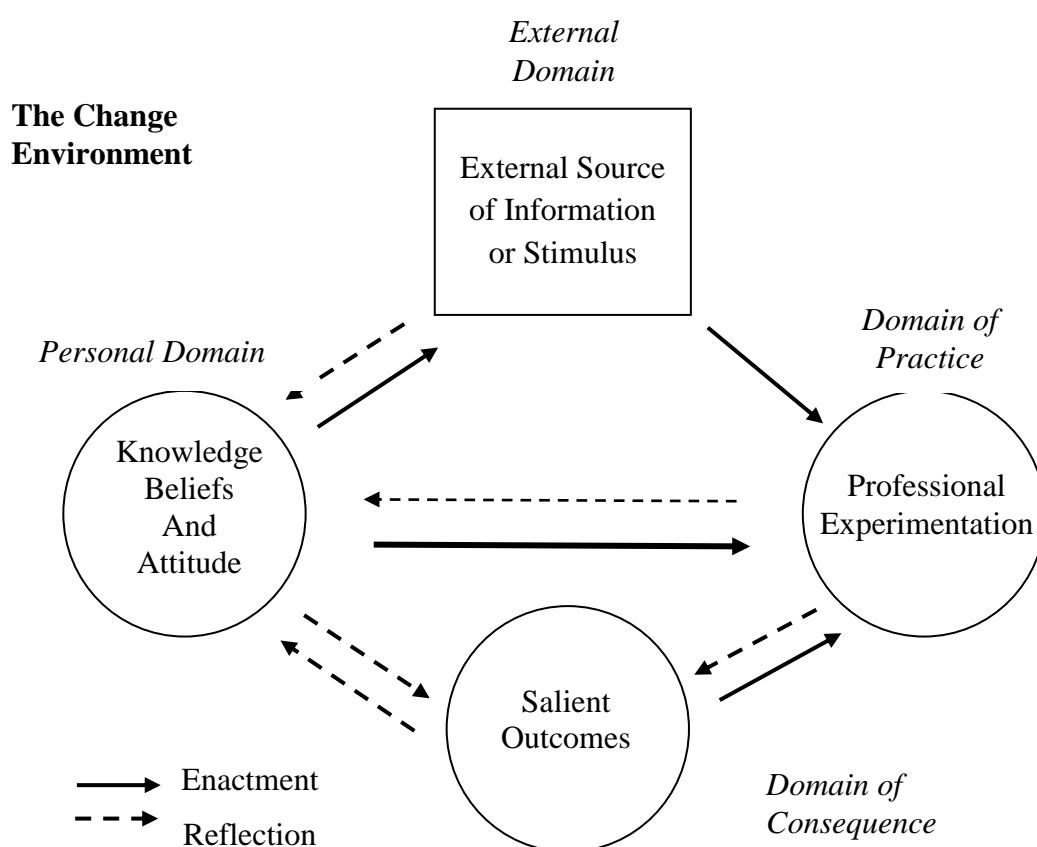 External
Domain
The Change
Environment
External Source
of Information
or Stimulus
Personal Domain
Domain of
Practice
Knowledge
Beliefs
And
Attitude
Professional
Experimentation
Salient
Outcomes
Enactment
Reflection
Domain of
Consequence